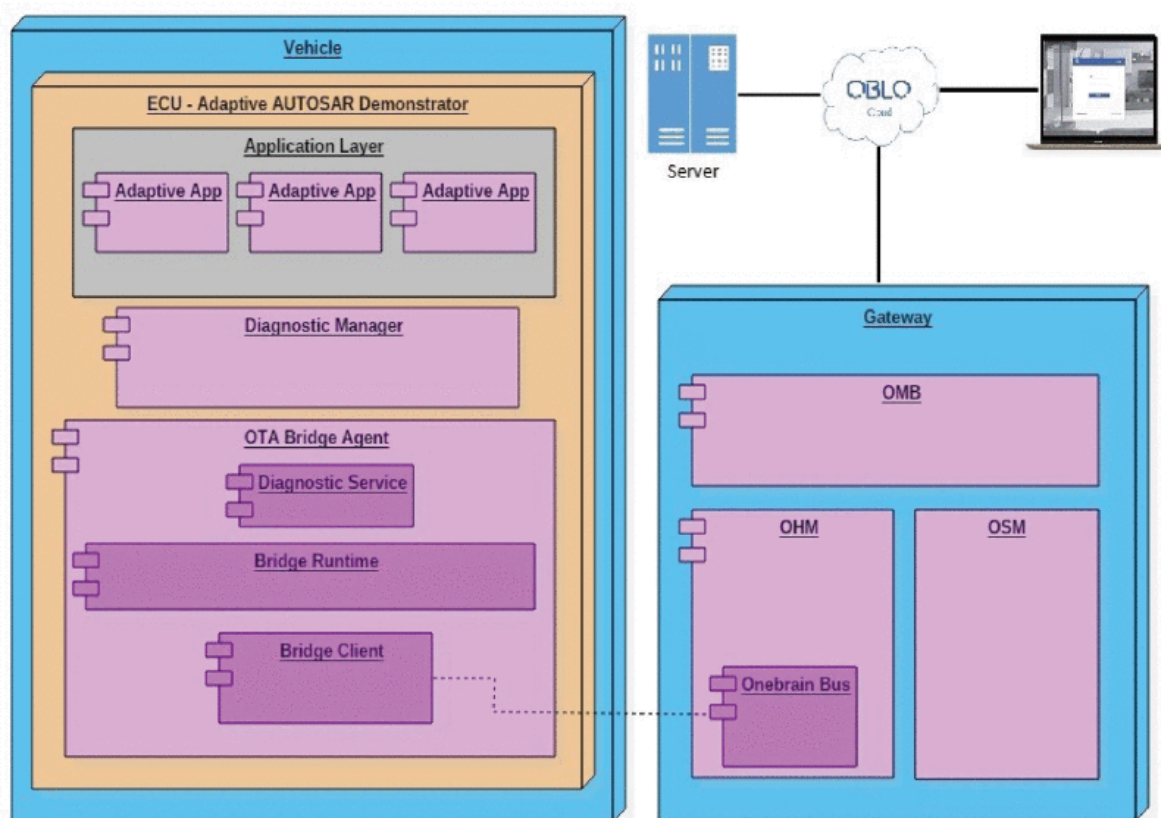 Vehicle
ECU - Adaptive AUTOSAR Demonstrator
Application Layer
Adaptive App
Adaptive App
Adaptive App
Diagnostic Manager
OTA Bridge Agent
Diagnostic Service
Bridge Runtime
Bridge Client
Server
OBLO
Cloud
Gateway
OMB
OHM
OSM
Onebrain Bus